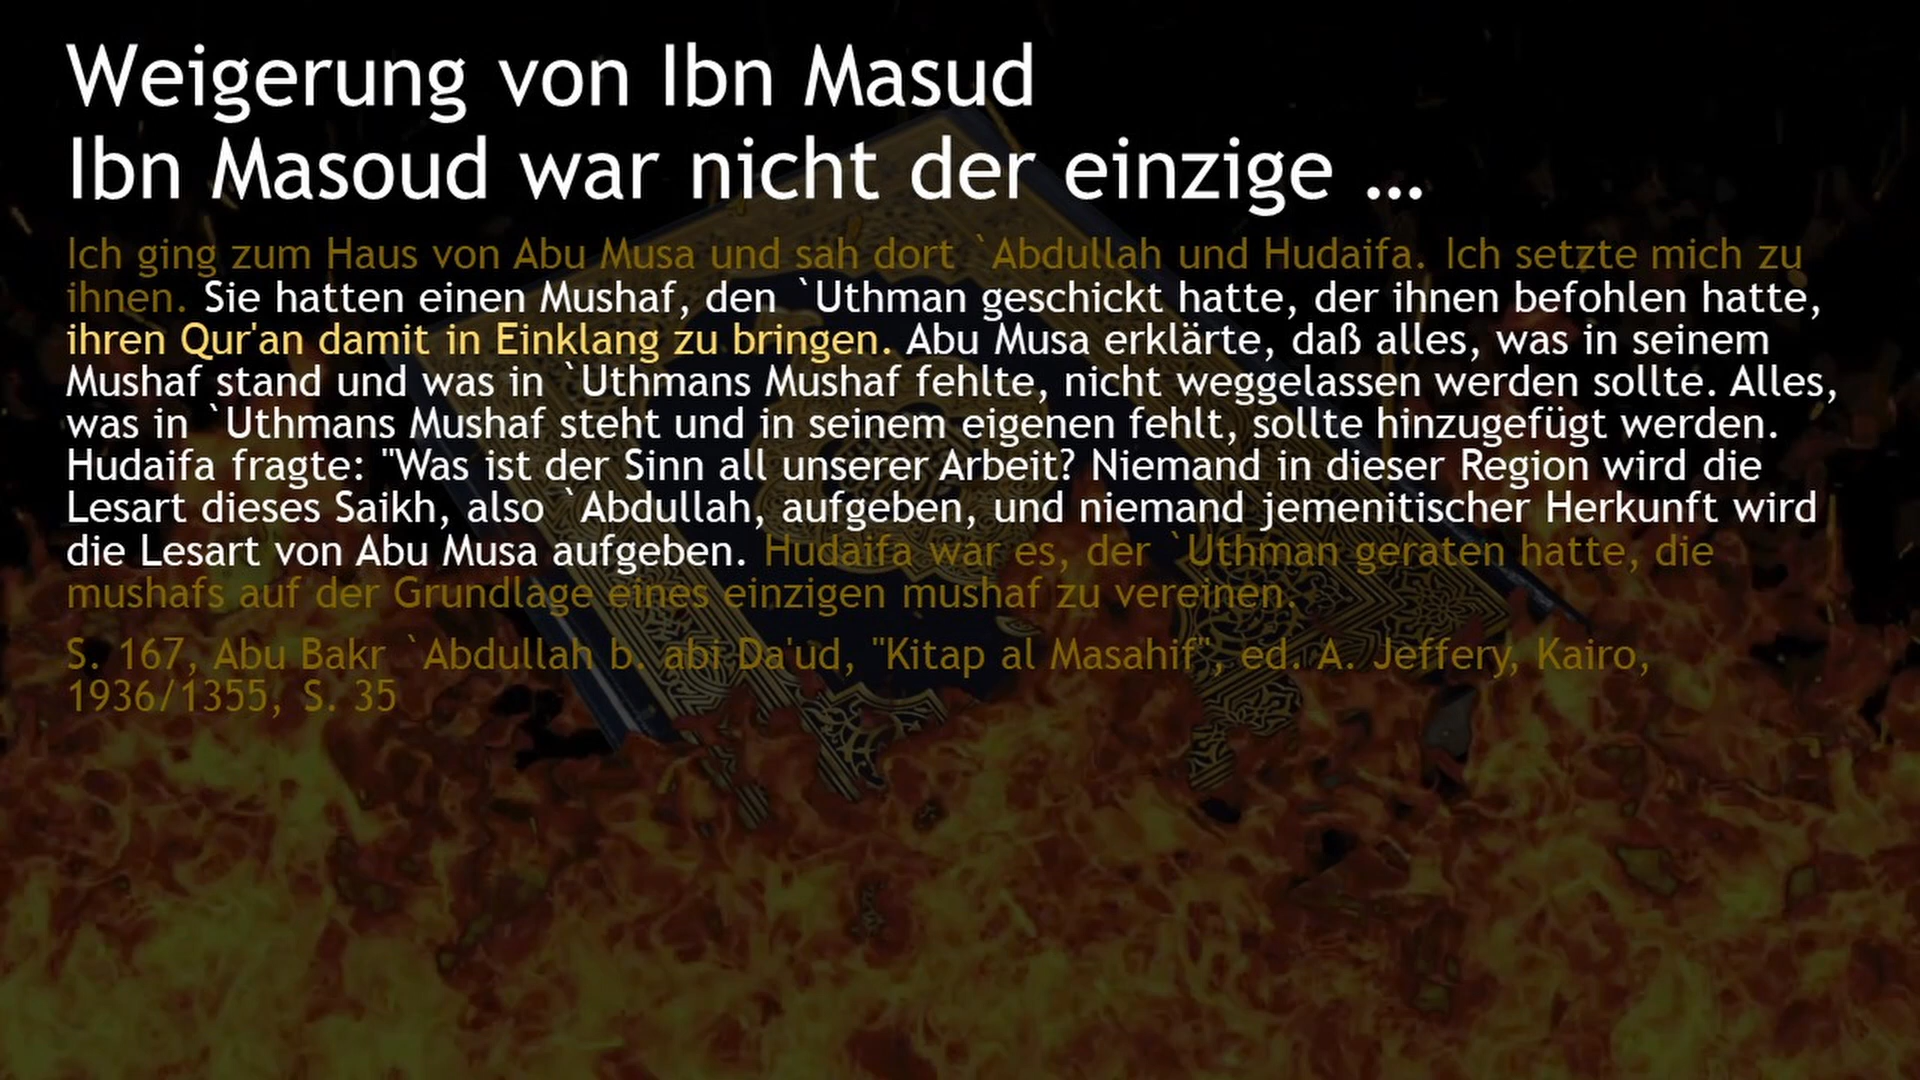 Weigerung von Ibn Masud
Ibn Masoud war nicht der einzige ...
Ich ging zum Haus von Abu Musa und sah dort `Abdullah und Hudaifa. Ich setzte mich zu
ihnen. Sie hatten einen Mushaf, den `Uthman geschickt hatte, der ihnen befohlen hatte,
ihren Qur'an damit in Einklang zu bringen. Abu Musa erklärte, daß alles, was in seinem
Mushaf stand und was in `Uthmans Mushaf fehlte, nicht weggelassen werden sollte. Alles,
was in `Uthmans Mushaf steht und in seinem eigenen fehlt, sollte hinzugefügt werden.
Hudaifa fragte: "Was ist der Sinn all unserer Arbeit? Niemand in dieser Region wird die
Lesart dieses Saikh, also `Abdullah, aufgeben, und niemand jemenitischer Herkunft wird
die Lesart von Abu Musa aufgeben. Hudaifa war es, der `Uthman geraten hatte, die
mushafs auf der Grundlage eines einzigen mushaf zu vereinen.
S. 167, Abu Bakr `Abdullah b. abi Da'ud, "Kitap al Masahif", ed. A. Jeffery, Kairo,
1936/1355, S. 35